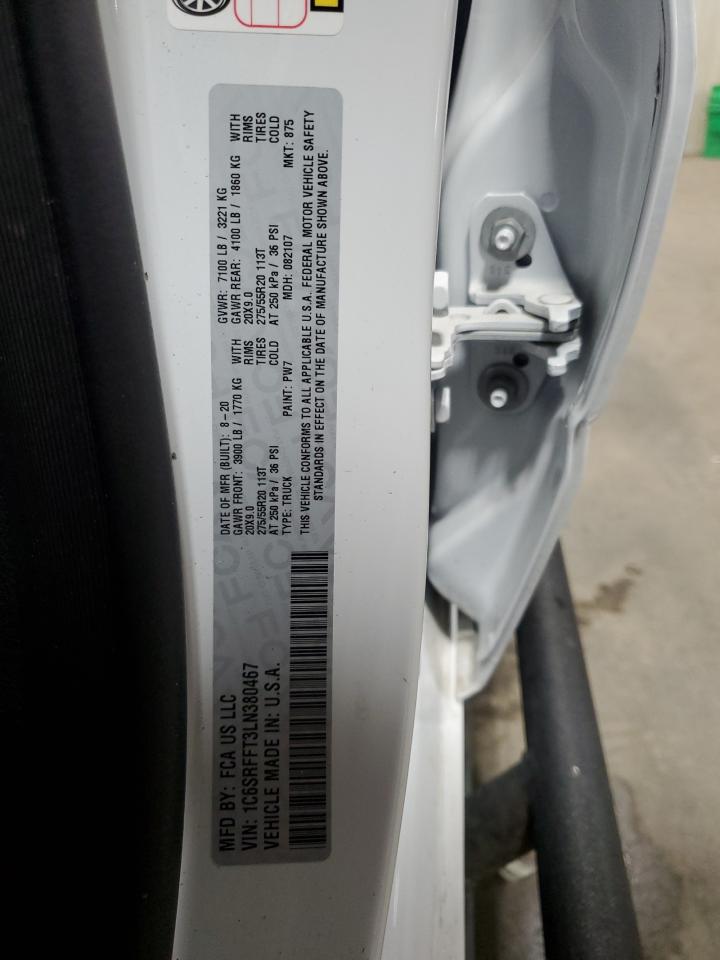 MFD BY: FCA US LLC
VIN: 1C6SRFFT3LN380467
VEHICLE MADE IN: U.S.A.
DATE OF MFR (BUILT): 8-20 GVWR: 7100 LB / 3221 KG
GAWR FRONT: 3900 LB / 1770 KG WITH GAWR REAR: 4100 LB / 1860 KG WITH
20X9.0 RIMS 20X9.0 RIMS
275/55R20 113T TIRES 275/55R20 113T TIRES
AT 250 kPa / 36 PSI COLD AT 250 kPa / 36 PSI COLD
TYPE: TRUCK PAINT: PW7 MDH: 082107 MKT: 875
THIS VEHICLE CONFORMS TO ALL APPLICABLE U.S.A. FEDERAL MOTOR VEHICLE SAFETY
STANDARDS IN EFFECT ON THE DATE OF MANUFACTURE SHOWN ABOVE.